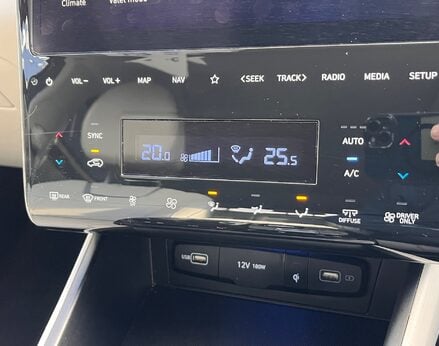 Climate Valet mode
VOL− VOL+ MAP NAV ☆ <SEEK TRACK> RADIO MEDIA SETUP
SYNC
20.0
25.5
AUTO
A/C
REAR
FRONT
DIFFUSE
DRIVER
ONLY
USB
12V 180W
qi